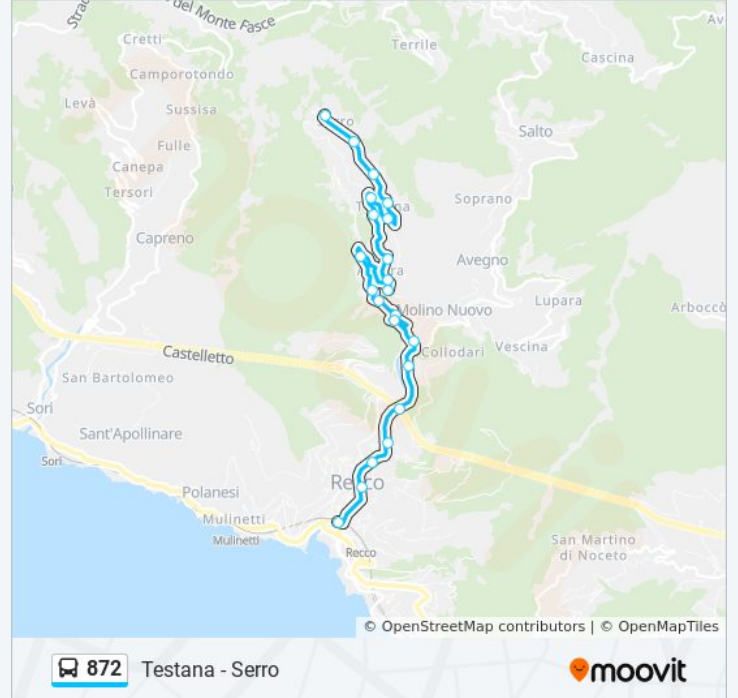 del Monte Fasce
Cretti
Terrile
Cascina
Camporotondo
Levà
Sussisa
Salto
Fulle
Canepa
Tersori
Soprano
Capreno
Avegno
Lupara
Arboccò
Molino Nuovo
Castelletto
Collodari
Vescina
San Bartolomeo
Sori
Sant'Apollinare
Sori
Recco
Polanesi
Mulinetti
Mulinetti
Recco
San Martino
di Noceto
© OpenStreetMap contributors | © OpenMapTiles
872 Testana - Serro
moovit